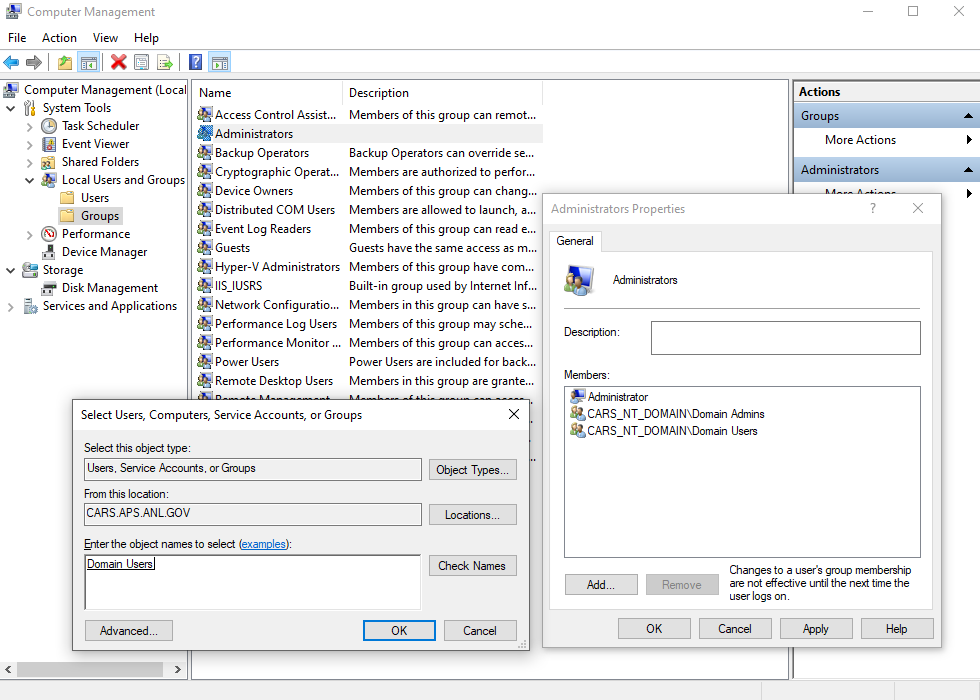 Computer Management
File Action View Help
Computer Management (Local
System Tools
Task Scheduler
Event Viewer
Shared Folders
Local Users and Groups
Users
Groups
Performance
Device Manager
Storage
Disk Management
Services and Applications
Name Description
Access Control Assist... Members of this group can remot...
Administrators
Backup Operators Backup Operators can override se...
Cryptographic Operat... Members are authorized to perfor...
Device Owners Members of this group can chang...
Distributed COM Users Members are allowed to launch, a...
Event Log Readers Members of this group can read e...
Guests Guests have the same access as m...
Hyper-V Administrators Members of this group have com...
IIS_IUSRS Built-in group used by Internet Inf...
Network Configuratio... Members in this group can have s...
Performance Log Users Members of this group may sche...
Performance Monitor ... Members of this group can acces...
Power Users Power Users are included for back...
Remote Desktop Users Members in this group are grante...
Actions
Groups
More Actions
Administrators
More Actions
Administrators Properties
?
General
Administrators
Description:
Members:
Administrator
CARS_NT_DOMAIN\Domain Admins
CARS_NT_DOMAIN\Domain Users
Add... Remove
Changes to a user's group membership
are not effective until the next time the
user logs on.
OK Cancel Apply Help
Select Users, Computers, Service Accounts, or Groups
Select this object type:
Users, Service Accounts, or Groups Object Types...
From this location:
CARS.APS.ANL.GOV Locations...
Enter the object names to select (examples):
Domain Users Check Names
Advanced... OK Cancel